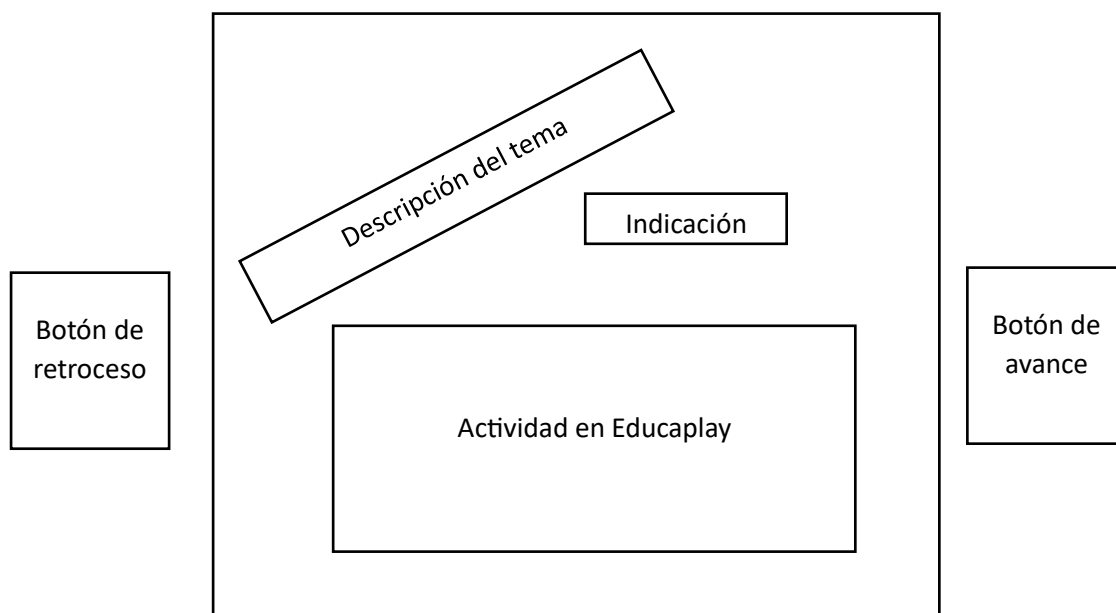 Descripción del tema
Indicación
Botón de
retroceso
Botón de
avance
Actividad en Educaplay